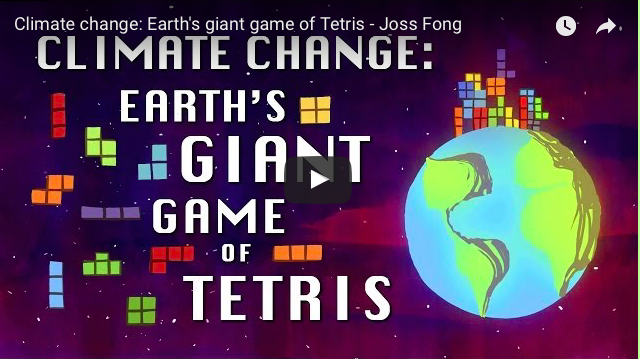 Climate change: Earth's giant game of Tetris - Joss Fong
CLIMATE CHANGE:
EARTH'S
GIANT
GAME
OF
TETRIS